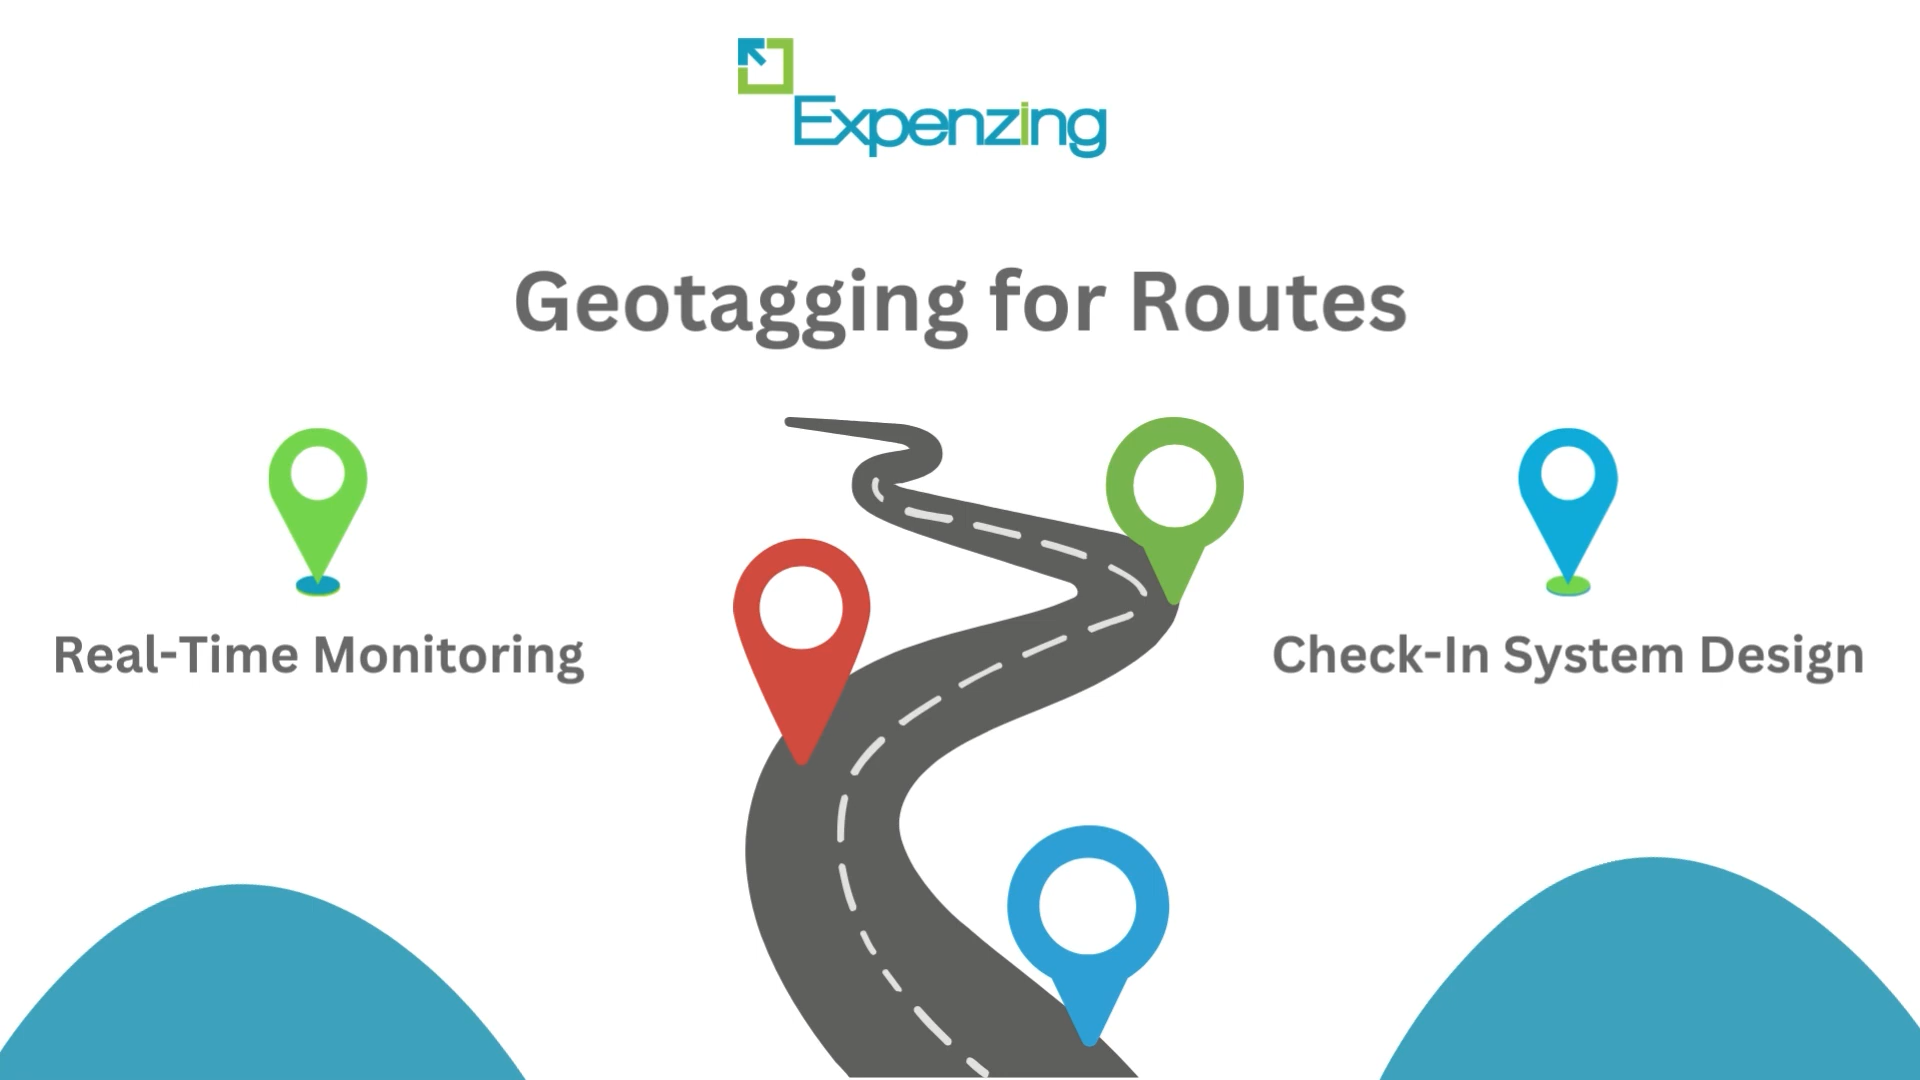 Expenzing
Geotagging for Routes
Real-Time Monitoring
Check-In System Design